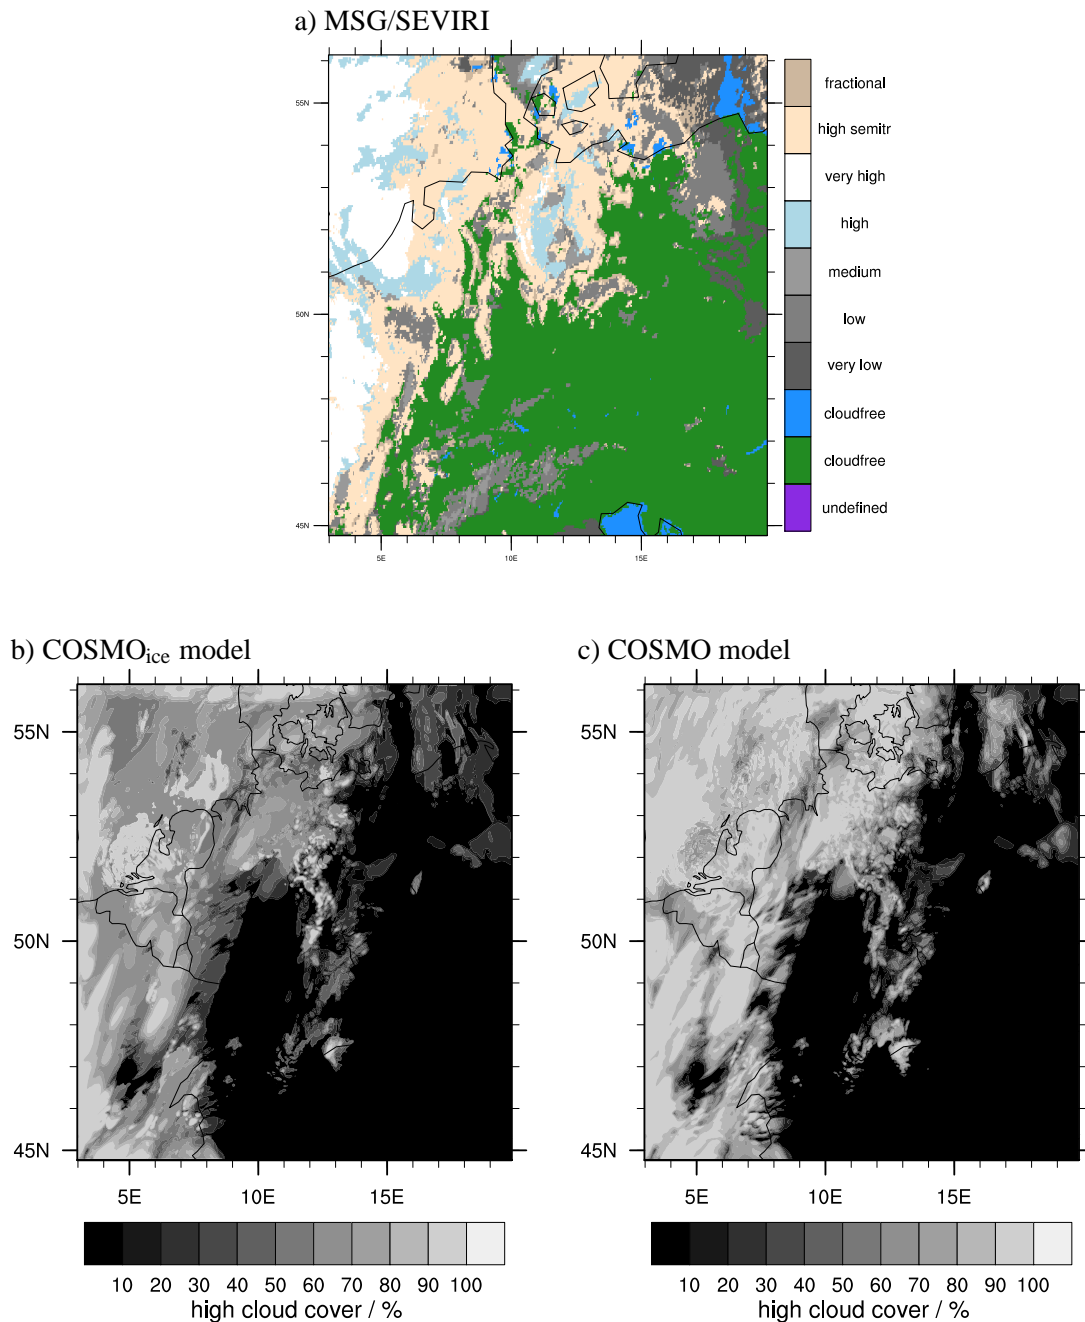 a) MSG/SEVIRI
55N
50N
45N
5E 10E 15E
fractional
high semitr
very high
high
medium
low
very low
cloudfree
cloudfree
undefined
b) COSMOice model
55N
50N
45N
5E 10E 15E
10 20 30 40 50 60 70 80 90 100
high cloud cover / %
c) COSMO model
55N
50N
45N
5E 10E 15E
10 20 30 40 50 60 70 80 90 100
high cloud cover / %